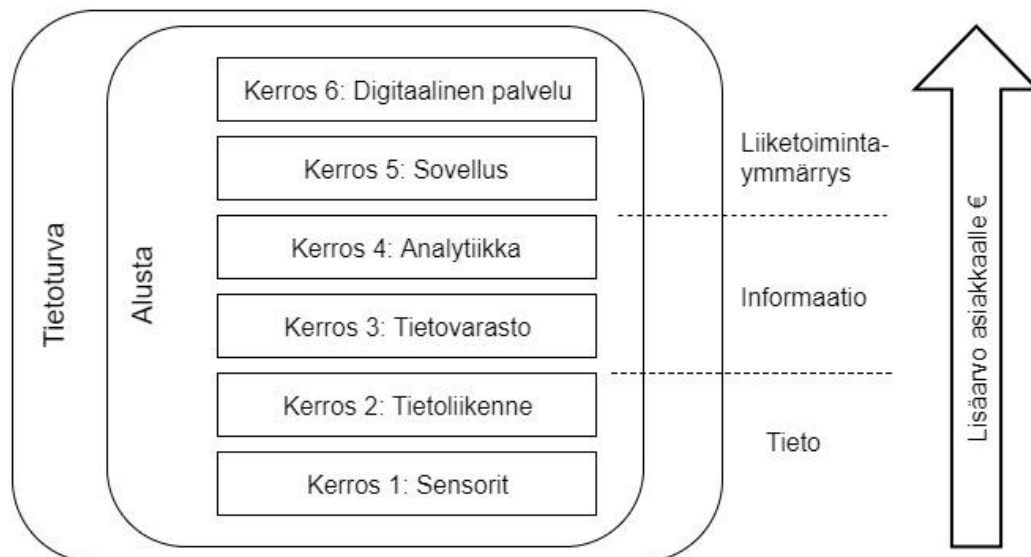 Kerros 6: Digitaalinen palvelu
Kerros 5: Sovellus
Kerros 4: Analytiikka
Kerros 3: Tietovarasto
Kerros 2: Tietoliikenne
Kerros 1: Sensorit
Tietoturva
Alusta
Liiketoiminta-
ymmärrys
Informaatio
Tieto
Lisäarvo asiakkaalle €